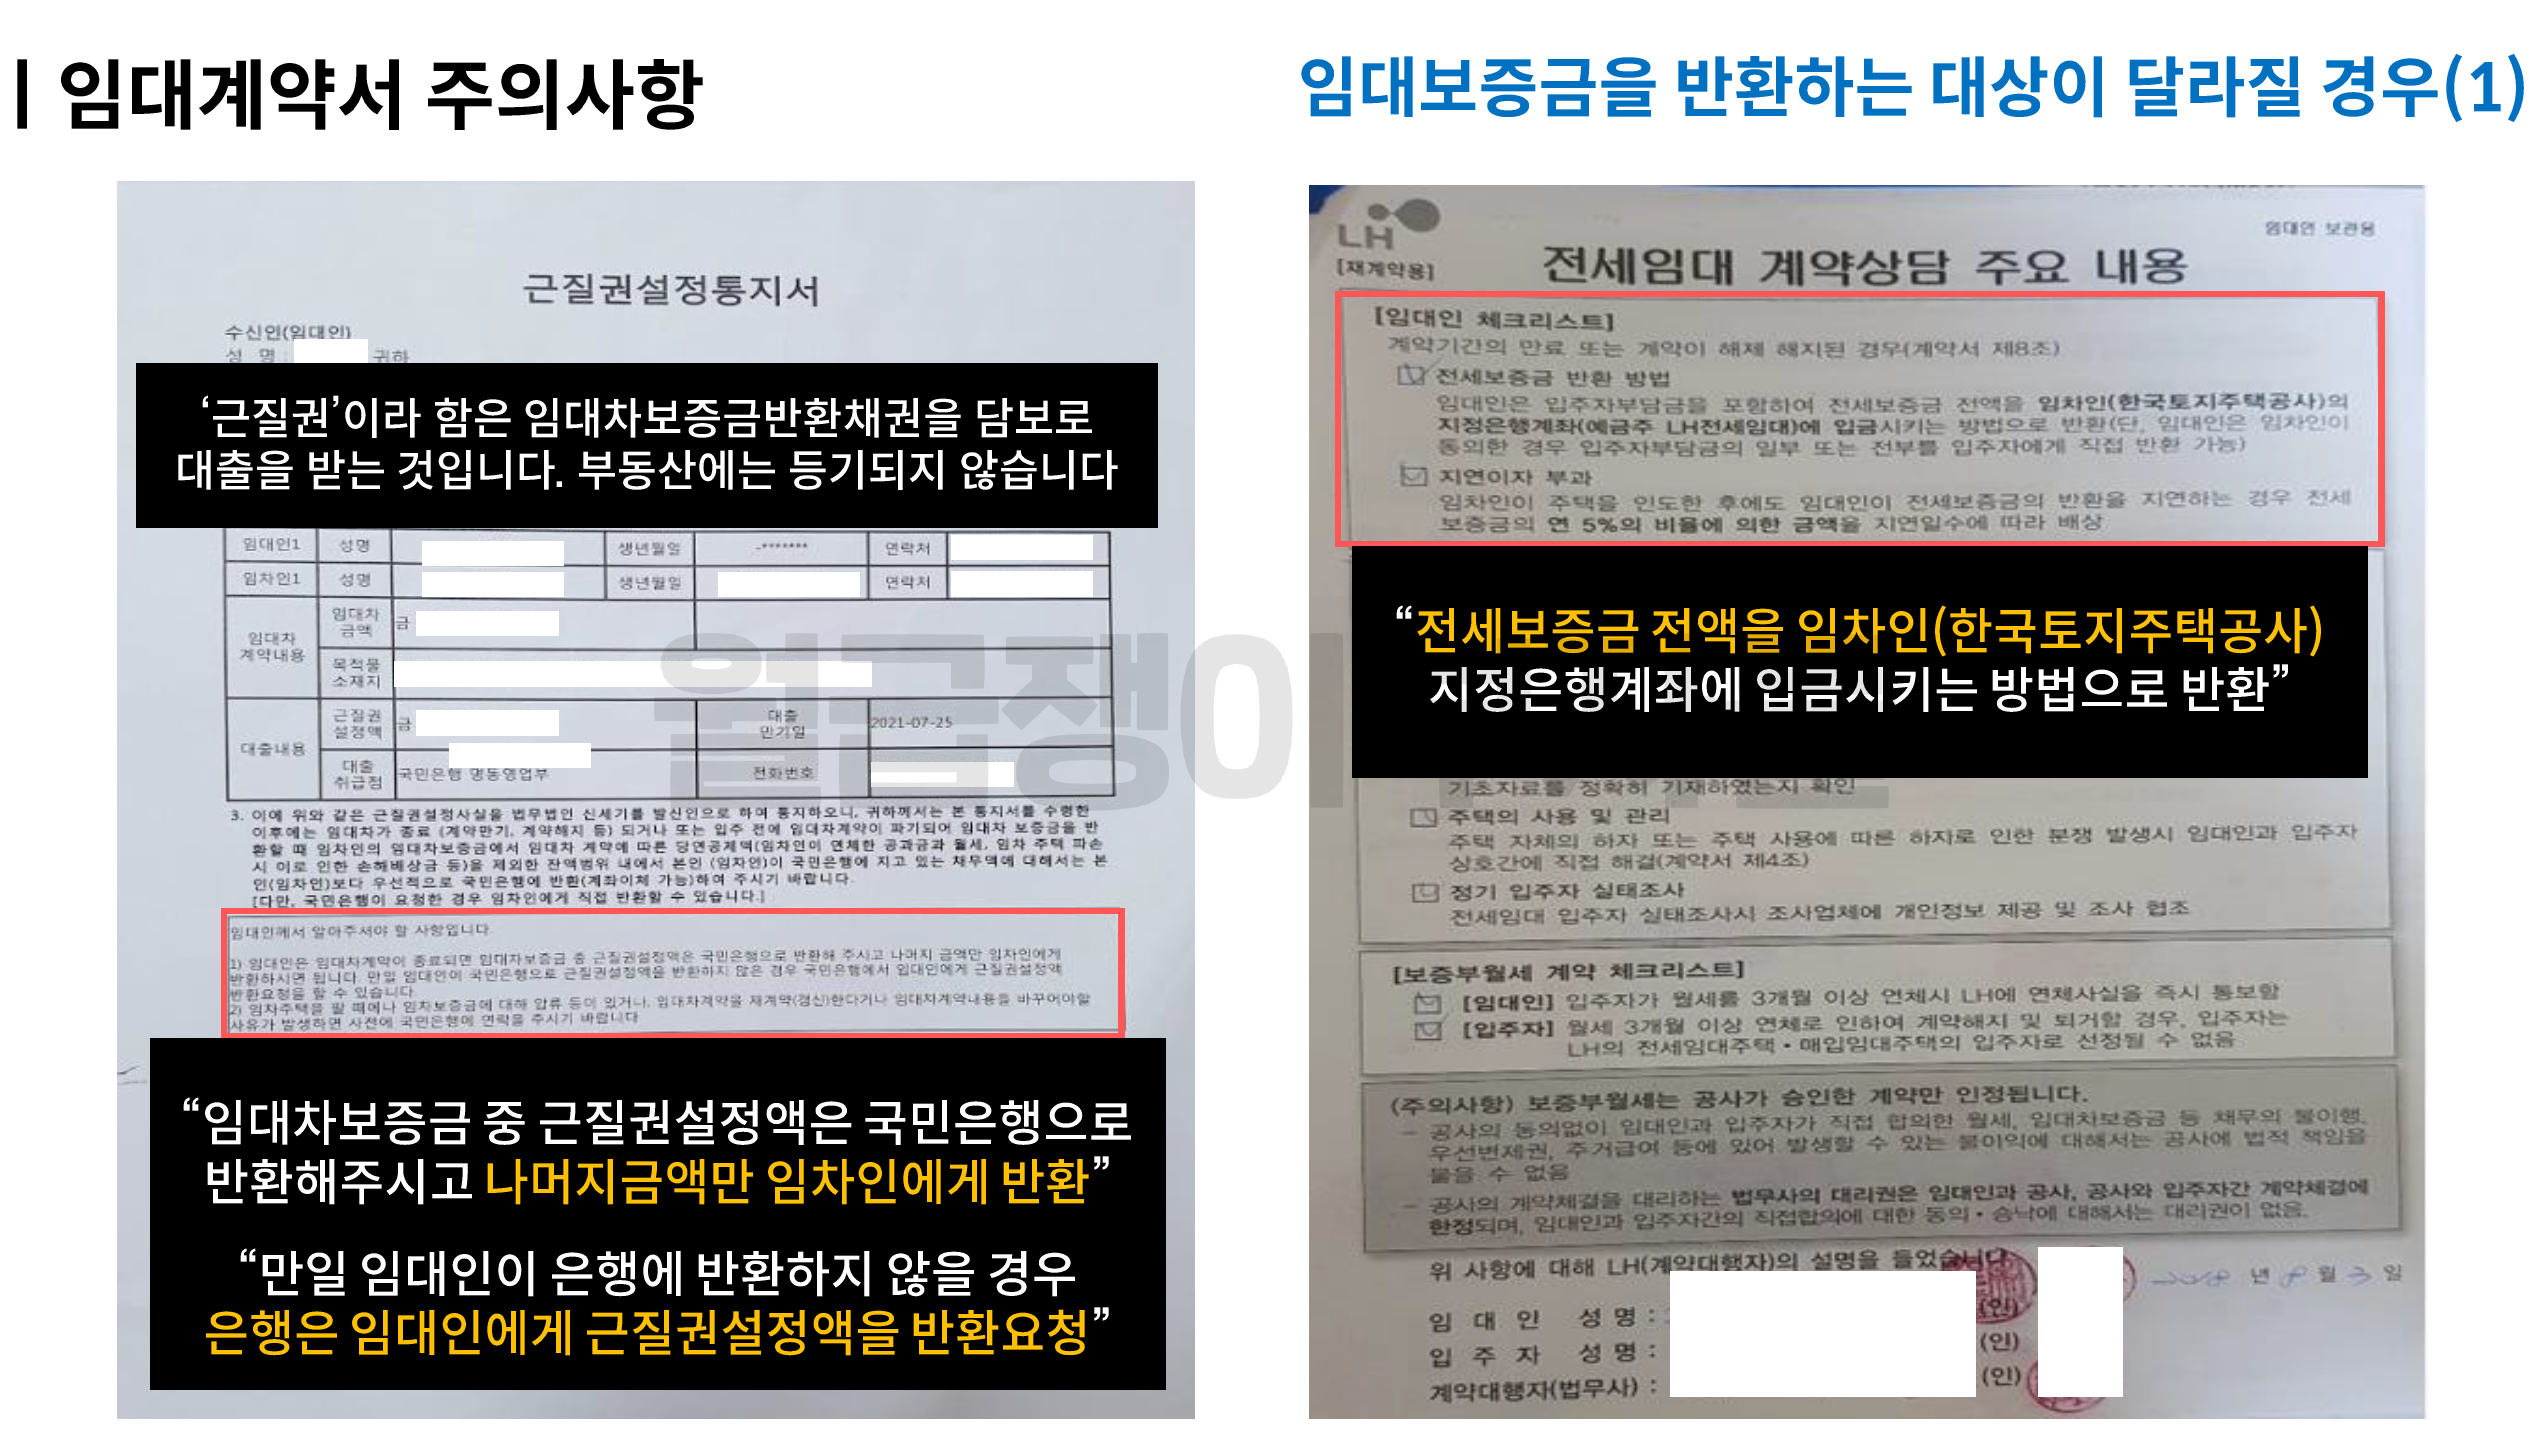 | 임대계약서 주의사항
임대보증금을 반환하는 대상이 달라질 경우(1)
근질권설정통지서
수신인(임대인)
성 명 : 귀하
‘근질권’이라 함은 임대차보증금반환채권을 담보로
대출을 받는 것입니다. 부동산에는 등기되지 않습니다
임대인1 성명 생년월일 -******* 연락처
임차인1 성명 생년월일 연락처
임대차 계약내용 임대차 금액 금
목적물 소재지
대출내용 근질권 설정액 금 대출 만기일 2021-07-25
대출 취급점 국민은행 명동영업부 전화번호
3. 이에 위와 같은 근질권설정사실을 법무법인 신세기를 발신인으로 하여 통지하오니, 귀하께서는 본 통지서를 수령한
이후에는 임대차가 종료 (계약만기, 계약해지 등) 되거나 또는 입주 전에 임대차계약이 파기되어 임대차 보증금을 반
환할 때 임차인의 임대차보증금에서 임대차 계약에 따른 당연공제액(임차인이 연체한 공과금과 월세, 임차 주택 파손
시 이로 인한 손해배상금 등)을 제외한 잔액범위 내에서 본인 (임차인)이 국민은행에 지고 있는 채무액에 대해서는 본
인(임차인)보다 우선적으로 국민은행에 반환(계좌이체 가능)하여 주시기 바랍니다.
[다만, 국민은행이 요청한 경우 임차인에게 직접 반환할 수 있습니다.]
임대인께서 알아주셔야 할 사항입니다.
1) 임대인은 임대차계약이 종료되면 임대차보증금 중 근질권설정액은 국민은행으로 반환해 주시고 나머지 금액만 임차인에게
반환하시면 됩니다. 만일 임대인이 국민은행으로 근질권설정액을 반환하지 않은 경우 국민은행에서 임대인에게 근질권설정액
반환요청을 할 수 있습니다.
2) 임차주택을 팔 때에나 임차보증금에 대해 압류 등이 있거나, 임대차계약을 재계약(갱신)한다거나 임대차계약내용을 바꾸어야할
사유가 발생하면 사전에 국민은행에 연락을 주시기 바랍니다
“임대차보증금 중 근질권설정액은 국민은행으로
반환해주시고 나머지금액만 임차인에게 반환”
“만일 임대인이 은행에 반환하지 않을 경우
은행은 임대인에게 근질권설정액을 반환요청”
월급쟁이
LH
임대인 보관용
[재계약용]
전세임대 계약상담 주요 내용
[임대인 체크리스트]
계약기간의 만료 또는 계약이 해제 해지된 경우(계약서 제8조)
전세보증금 반환 방법
임대인은 입주자부담금을 포함하여 전세보증금 전액을 임차인(한국토지주택공사)의
지정은행계좌(예금주 LH전세임대)에 입금시키는 방법으로 반환(단, 임대인은 임차인이
동의한 경우 입주자부담금의 일부 또는 전부를 입주자에게 직접 반환 가능)
지연이자 부과
임차인이 주택을 인도한 후에도 임대인이 전세보증금의 반환을 지연하는 경우 전세
보증금의 연 5%의 비율에 의한 금액을 지연일수에 따라 배상
“전세보증금 전액을 임차인(한국토지주택공사)
지정은행계좌에 입금시키는 방법으로 반환”
기초자료를 정확히 기재하였는지 확인
주택의 사용 및 관리
주택 자체의 하자 또는 주택 사용에 따른 하자로 인한 분쟁 발생시 임대인과 입주자
상호간에 직접 해결(계약서 제4조)
정기 입주자 실태조사
전세임대 입주자 실태조사시 조사업체에 개인정보 제공 및 조사 협조
[보증부월세 계약 체크리스트]
[임대인] 입주자가 월세를 3개월 이상 연체시 LH에 연체사실을 즉시 통보함
[입주자] 월세 3개월 이상 연체로 인하여 계약해지 및 퇴거할 경우, 입주자는
LH의 전세임대주택・매입임대주택의 입주자로 선정될 수 없음
(주의사항) 보증부월세는 공사가 승인한 계약만 인정됩니다.
- 공사의 동의없이 임대인과 입주자가 직접 합의한 월세, 임대차보증금 등 채무의 불이행,
우선변제권, 주거급여 등에 있어 발생할 수 있는 불이익에 대해서는 공사에 법적 책임을
물을 수 없음
- 공사의 계약체결을 대리하는 법무사의 대리권은 임대인과 공사, 공사와 입주자간 계약체결에
한정되며, 임대인과 입주자간의 직접합의에 대한 동의・승낙에 대해서는 대리권이 없음.
위 사항에 대해 LH(계약대행자)의 설명을 들었습니다
년 8 월 3 일
임 대 인 성 명 : (인)
입 주 자 성 명 : (인)
계약대행자(법무사) : (인)